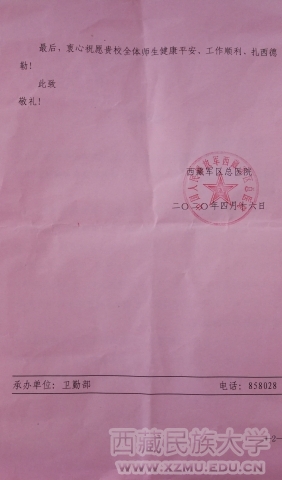 最后，衷心祝愿贵校全体师生健康平安，工作顺利，扎西德
勒！
此致
敬礼！
西藏军区总医院
二〇二〇年四月十六日
承办单位：卫勤部
电话：858028
-2-
西藏民族大学
WWW.XZMU.EDU.CN